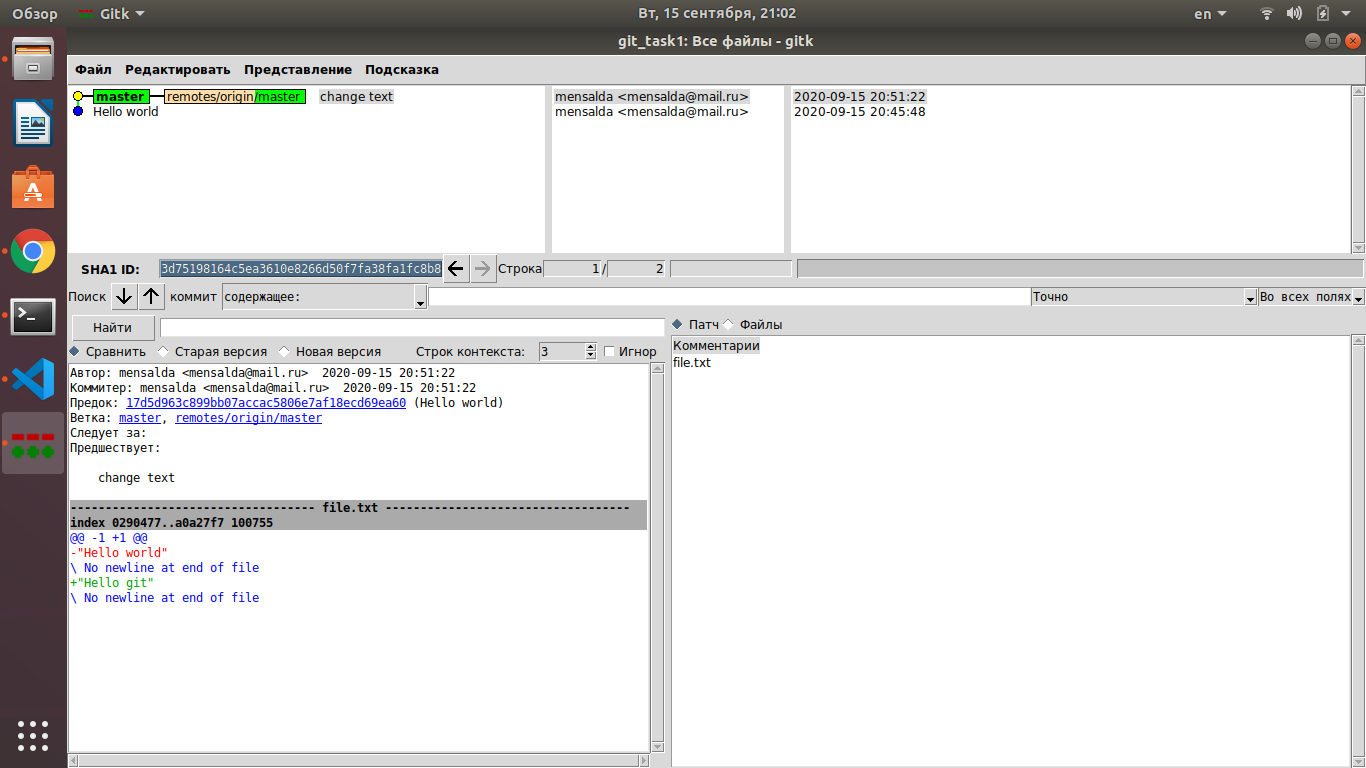 Обзор Gitk Вт, 15 сентября, 21:02 en
git_task1: Все файлы - gitk
Файл Редактировать Представление Подсказка
master remotes/origin/master change text mensalda <mensalda@mail.ru> 2020-09-15 20:51:22
Hello world mensalda <mensalda@mail.ru> 2020-09-15 20:45:48
SHA1 ID: 3d75198164c5ea3610e8266d50f7fa38fa1fc8b8 Строка 1 / 2
Поиск коммит содержащее: Точно Во всех полях
Найти Патч Файлы
Сравнить Старая версия Новая версия Строк контекста: 3 Игнор
Комментарии
file.txt
Автор: mensalda <mensalda@mail.ru>  2020-09-15 20:51:22
Коммитер: mensalda <mensalda@mail.ru>  2020-09-15 20:51:22
Предок: 17d5d963c899bb07accac5806e7af18ecd69ea60 (Hello world)
Ветка: master, remotes/origin/master
Следует за:
Предшествует:
change text
----------------------------------- file.txt -----------------------------------
index 0290477..a0a27f7 100755
@@ -1 +1 @@
-"Hello world"
\ No newline at end of file
+"Hello git"
\ No newline at end of file